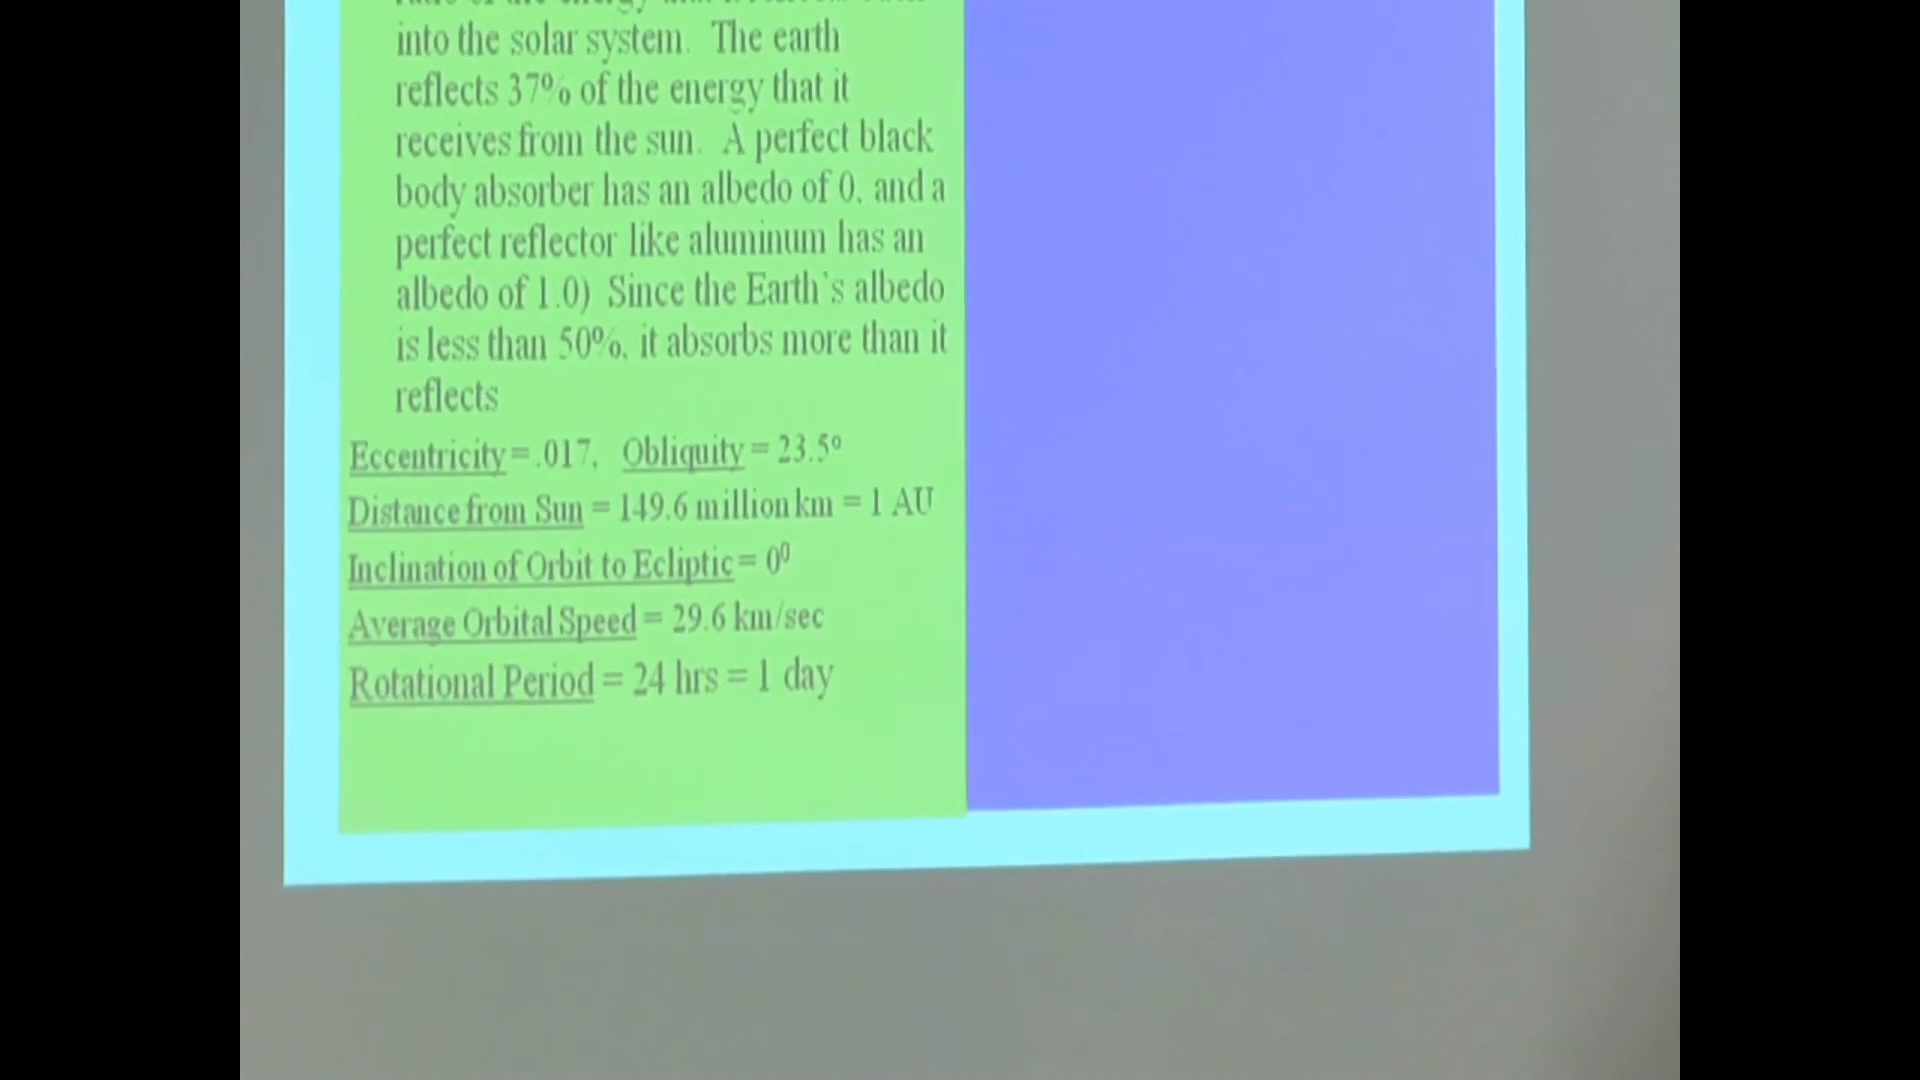 into the solar system. The earth
reflects 37% of the energy that it
receives from the sun. A perfect black
body absorber has an albedo of 0, and a
perfect reflector like aluminum has an
albedo of 1.0) Since the Earth's albedo
is less than 50%, it absorbs more than it
reflects
Eccentricity = .017, Obliquity = 23.5º
Distance from Sun = 149.6 million km = 1 AU
Inclination of Orbit to Ecliptic = 0⁰
Average Orbital Speed = 29.6 km/sec
Rotational Period = 24 hrs = 1 day